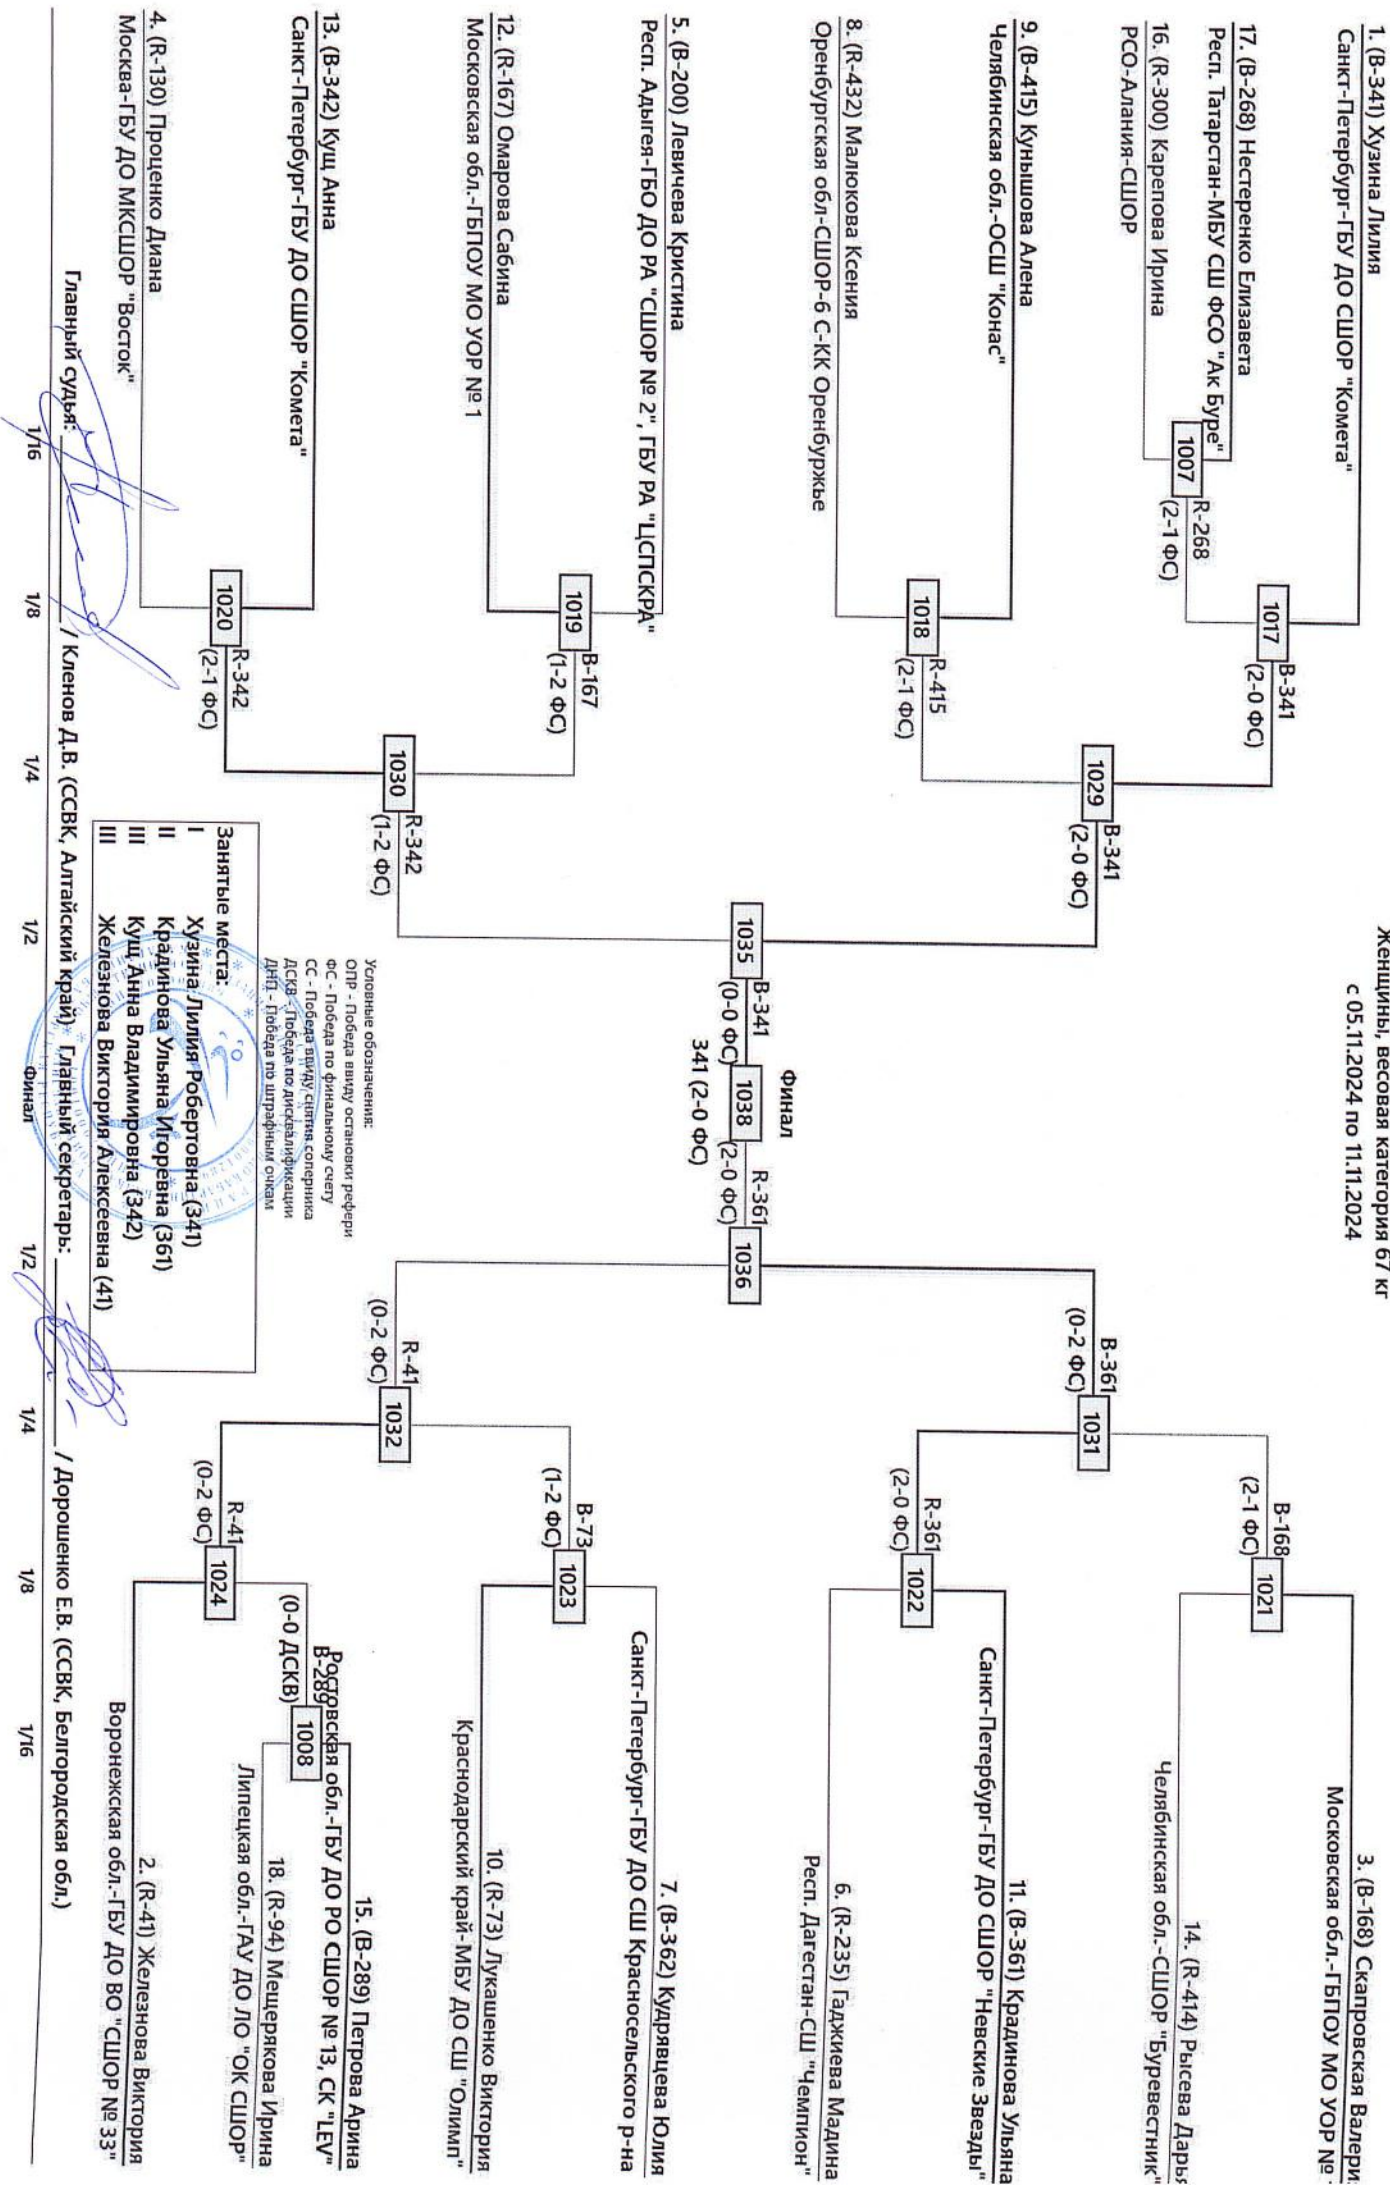 Женщины, весовая категория 67 кг
с 05.11.2024 по 11.11.2024
1. (B-341) Хузина Лилия
Санкт-Петербург-ГБУ ДО СШОР "Комета"
17. (B-268) Нестеренко Елизавета
Респ. Татарстан-МБУ СШ ФСО "Ак Буре"
16. (R-300) Карепова Ирина
РСО-Алания-СШОР
1007
R-268
(2-1 ФС)
1017
B-341
(2-0 ФС)
9. (B-415) Кунышова Алена
Челябинская обл.-ОСШ "Конас"
8. (R-432) Малюкова Ксения
Оренбургская обл-СШОР-6 С-КК Оренбуржье
1018
R-415
(2-1 ФС)
1029
B-341
(2-0 ФС)
5. (B-200) Левичева Кристина
Респ. Адыгея-ГБО ДО РА "СШОР № 2", ГБУ РА "ЦСПСКРА"
12. (R-167) Омарова Сабина
Московская обл.-ГБПОУ МО УОР №1
1019
B-167
(1-2 ФС)
13. (B-342) Кущ Анна
Санкт-Петербург-ГБУ ДО СШОР "Комета"
4. (R-130) Проценко Диана
Москва-ГБУ ДО МКСШОР "Восток"
1020
R-342
(2-1 ФС)
1030
R-342
(1-2 ФС)
1035
B-341
(0-0 ФС)
Финал
1038
341 (2-0 ФС)
R-361
(2-0 ФС)
1036
3. (B-168) Скапровская Валери
Московская обл.-ГБПОУ МО УОР №
14. (R-414) Рысева Дарья
Челябинская обл.-СШОР "Буревестник"
1021
B-168
(2-1 ФС)
1031
B-361
(0-2 ФС)
11. (B-361) Крадинова Ульяна
Санкт-Петербург-ГБУ ДО СШОР "Невские Звезды"
6. (R-235) Гаджиева Мадина
Респ. Дагестан-СШ "Чемпион"
1022
R-361
(2-0 ФС)
7. (B-362) Кудрявцева Юлия
Санкт-Петербург-ГБУ ДО СШ Красносельского р-на
10. (R-73) Лукашенко Виктория
Краснодарский край-МБУ ДО СШ "Олимп"
1023
B-73
(1-2 ФС)
1032
R-41
(0-2 ФС)
15. (B-289) Петрова Арина
Ростовская обл.-ГБУ ДО РО СШОР № 13, СК "LEV"
18. (R-94) Мещерякова Ирина
Липецкая обл.-ГАУ ДО ЛО "ОК СШОР"
1008
B-289
(0-0 ДСКВ)
2. (R-41) Железнова Виктория
Воронежская обл.-ГБУ ДО ВО "СШОР № 33"
1024
R-41
(0-2 ФС)
Условные обозначения:
ОПР - Победа ввиду остановки рефери
ФС - Победа по финальному счету
СС - Победа ввиду снятия соперника
ДСКВ - Победа по дисквалификации
ДНП - Победа по штрафным очкам
Занятые места:
I Хузина Лилия Робертовна (341)
II Крадинова Ульяна Игоревна (361)
III Кущ Анна Владимировна (342)
III Железнова Виктория Алексеевна (41)
Главный судья: / Кленов Д.В. (ССВК, Алтайский край) Главный секретарь: / Дорошенко Е.В. (ССВК, Белгородская обл.)
1/16 1/8 1/4 1/2 Финал 1/2 1/4 1/8 1/16